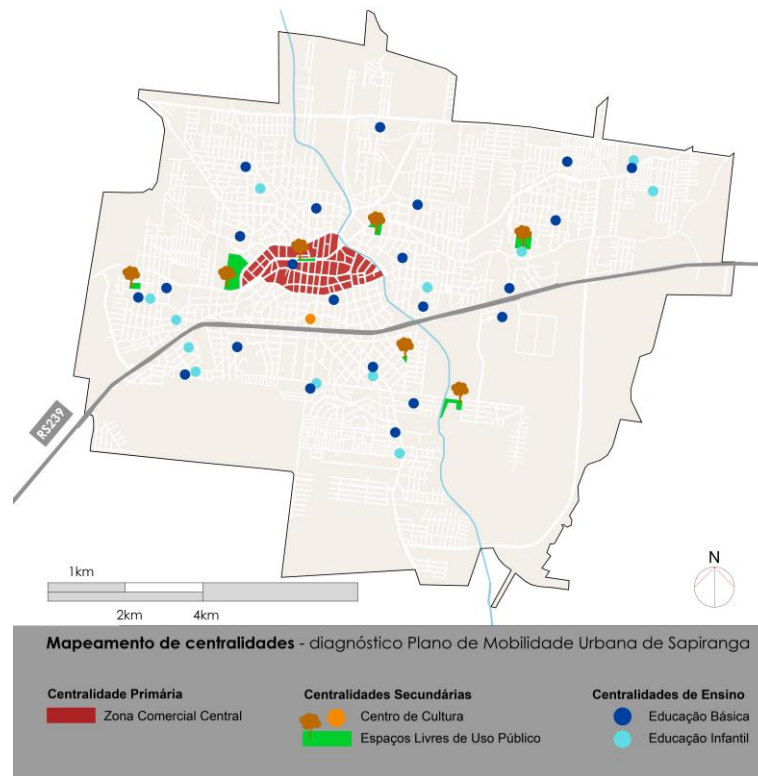 RS239
N
1km
2km 4km
Mapeamento de centralidades - diagnóstico Plano de Mobilidade Urbana de Sapiranga
Centralidade Primária
Zona Comercial Central
Centralidades Secundárias
Centro de Cultura
Espaços Livres de Uso Público
Centralidades de Ensino
Educação Básica
Educação Infantil